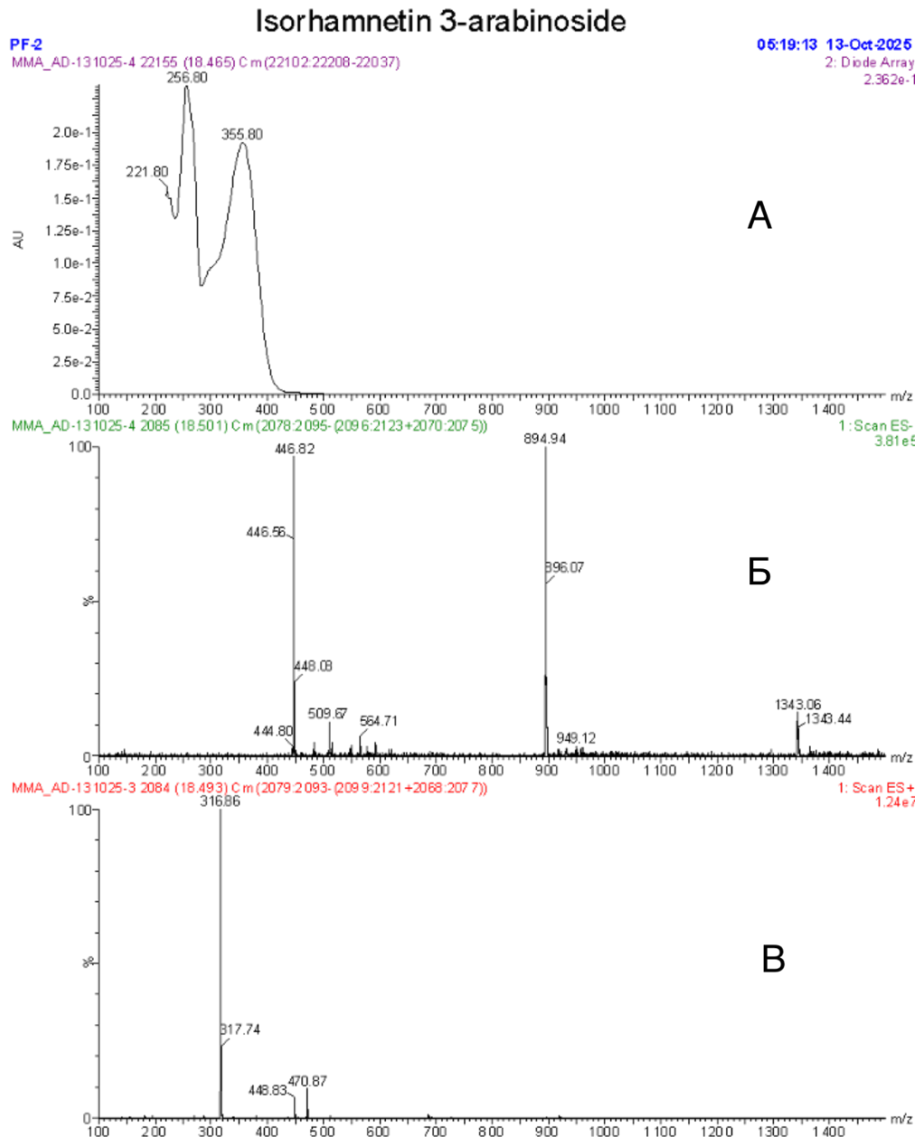 Isorhamnetin 3-arabinoside
PF-2 05:19:13 13-Oct-2025
MMA_AD-131025-4 22155 (18.465) Cm (22102:22208-22037) 2: Diode Array
2.362e-1
256.80
355.80
221.80
2.0e-1
1.75e-1
1.5e-1
1.25e-1
1.0e-1
7.5e-2
5.0e-2
2.5e-2
0.0
AU
А
100 200 300 400 500 600 700 800 900 1000 1100 1200 1300 1400 m/z
MMA_AD-131025-4 2085 (18.501) Cm (2078:2095-(2096:2123+2070:2075)) 1: Scan ES-
3.81e5
100
%
0
446.82
446.56
448.03
444.80
509.67
564.71
894.94
896.07
949.12
1343.06
1343.44
Б
100 200 300 400 500 600 700 800 900 1000 1100 1200 1300 1400 m/z
MMA_AD-131025-3 2084 (18.493) Cm (2079:2093-(2099:2121+2068:2077)) 1: Scan ES+
1.24e7
100
%
0
316.86
317.74
448.83
470.87
В
100 200 300 400 500 600 700 800 900 1000 1100 1200 1300 1400 m/z